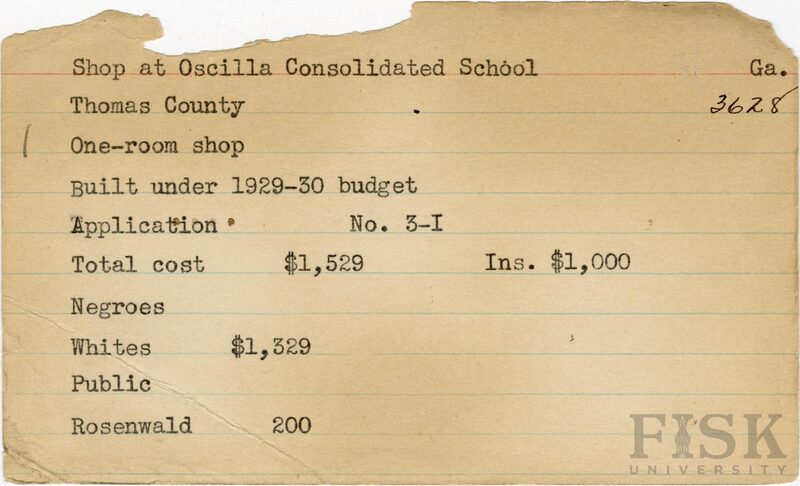 Shop at Oscilla Consolidated School Ga.
Thomas County 3628
One-room shop
Built under 1929-30 budget
Application No. 3-I
Total cost $1,529 Ins. $1,000
Negroes
Whites $1,329
Public
Rosenwald 200
FISK
UNIVERSITY